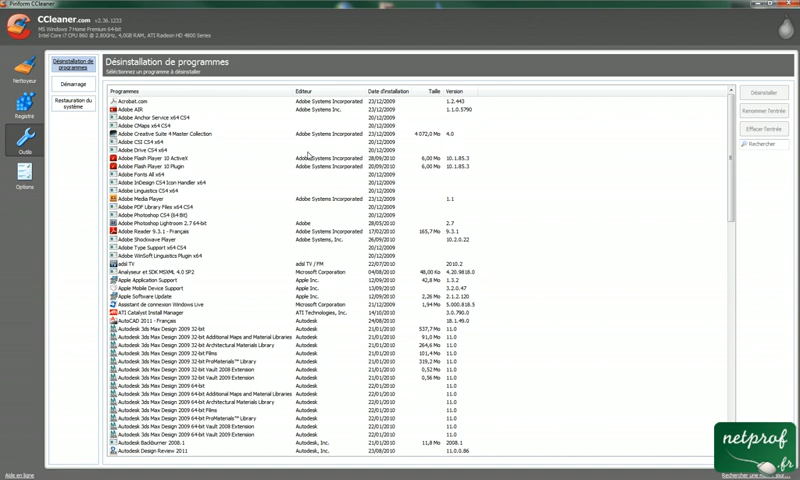 Piriform CCleaner
CCleaner.com v2.36.1233
MS Windows 7 Home Premium 64-bit
Intel Core i7 CPU 860 @ 2.80GHz, 4,0GB RAM, ATI Radeon HD 4800 Series
Nettoyeur
Registre
Outils
Options
Désinstallation de programmes
Démarrage
Restauration du système
Désinstallation de programmes
Sélectionnez un programme à désinstaller
Programmes Editeur Date d'installation Taille Version
Acrobat.com Adobe Systems Incorporated 23/12/2009 1.2.443
Adobe AIR Adobe Systems Inc. 23/12/2009 1.1.0.5790
Adobe Anchor Service x64 CS4 20/12/2009
Adobe CMaps x64 CS4 20/12/2009
Adobe Creative Suite 4 Master Collection Adobe Systems Incorporated 23/12/2009 4 072,0 Mo 4.0
Adobe CSI CS4 x64 20/12/2009
Adobe Drive CS4 x64 20/12/2009
Adobe Flash Player 10 ActiveX Adobe Systems Incorporated 28/09/2010 6,00 Mo 10.1.85.3
Adobe Flash Player 10 Plugin Adobe Systems Incorporated 28/09/2010 6,00 Mo 10.1.85.3
Adobe Fonts All x64 20/12/2009
Adobe InDesign CS4 Icon Handler x64 20/12/2009
Adobe Linguistics CS4 x64 20/12/2009
Adobe Media Player Adobe Systems Incorporated 23/12/2009 1.1
Adobe PDF Library Files x64 CS4 20/12/2009
Adobe Photoshop CS4 (64 Bit) 20/12/2009
Adobe Photoshop Lightroom 2.7 64-bit Adobe 28/05/2010 2.7
Adobe Reader 9.3.1 - Français Adobe Systems Incorporated 17/02/2010 165,7 Mo 9.3.1
Adobe Shockwave Player Adobe Systems, Inc. 26/09/2010 10.2.0.22
Adobe Type Support x64 CS4 20/12/2009
Adobe WinSoft Linguistics Plugin x64 20/12/2009
adsl TV adsl TV / FM 22/07/2010 2010.2
Analyseur et SDK MSXML 4.0 SP2 Microsoft Corporation 04/08/2010 48,00 Ko 4.20.9818.0
Apple Application Support Apple Inc. 24/08/2010 42,8 Mo 1.3.2
Apple Mobile Device Support Apple Inc. 24/08/2010 3.2.0.47
Apple Software Update Apple Inc. 24/08/2010 2,26 Mo 2.1.2.120
Assistant de connexion Windows Live Microsoft Corporation 21/12/2009 1,94 Mo 5.000.818.5
ATI Catalyst Install Manager ATI Technologies, Inc. 14/10/2010 3.0.790.0
AutoCAD 2011 - Français Autodesk 24/08/2010 18.1.49.0
Autodesk 3ds Max Design 2009 32-bit Autodesk 21/01/2010 537,7 Mo 11.0
Autodesk 3ds Max Design 2009 32-bit Additional Maps and Material Libraries Autodesk 21/01/2010 91,0 Mo 11.0
Autodesk 3ds Max Design 2009 32-bit Architectural Materials Autodesk 21/01/2010 264,6 Mo 11.0
Autodesk 3ds Max Design 2009 32-bit Films Autodesk 21/01/2010 101,4 Mo 11.0
Autodesk 3ds Max Design 2009 32-bit ProMaterials™ Library Autodesk 21/01/2010 359,2 Mo 11.0
Autodesk 3ds Max Design 2009 32-bit Vault 2008 Extension Autodesk 21/01/2010 0,52 Mo 11.0
Autodesk 3ds Max Design 2009 32-bit Vault 2009 Extension Autodesk 21/01/2010 0,56 Mo 11.0
Autodesk 3ds Max Design 2009 64-bit Autodesk 22/01/2010 11.0
Autodesk 3ds Max Design 2009 64-bit Additional Maps and Material Libraries Autodesk 22/01/2010 11.0
Autodesk 3ds Max Design 2009 64-bit Architectural Materials Autodesk 22/01/2010 11.0
Autodesk 3ds Max Design 2009 64-bit Films Autodesk 22/01/2010 11.0
Autodesk 3ds Max Design 2009 64-bit ProMaterials™ Library Autodesk 22/01/2010 11.0
Autodesk 3ds Max Design 2009 64-bit Vault 2008 Extension Autodesk 22/01/2010 11.0
Autodesk 3ds Max Design 2009 64-bit Vault 2009 Extension Autodesk 22/01/2010 11.0
Autodesk Backburner 2008.1 Autodesk, Inc. 21/01/2010 11,8 Mo 2008.1
Autodesk Design Review 2011 Autodesk, Inc. 24/08/2010 11.0.0.86
Désinstaller
Renommer l'entrée
Effacer l'entrée
Rechercher
netprof
.fr
Aide en ligne
Rechercher une